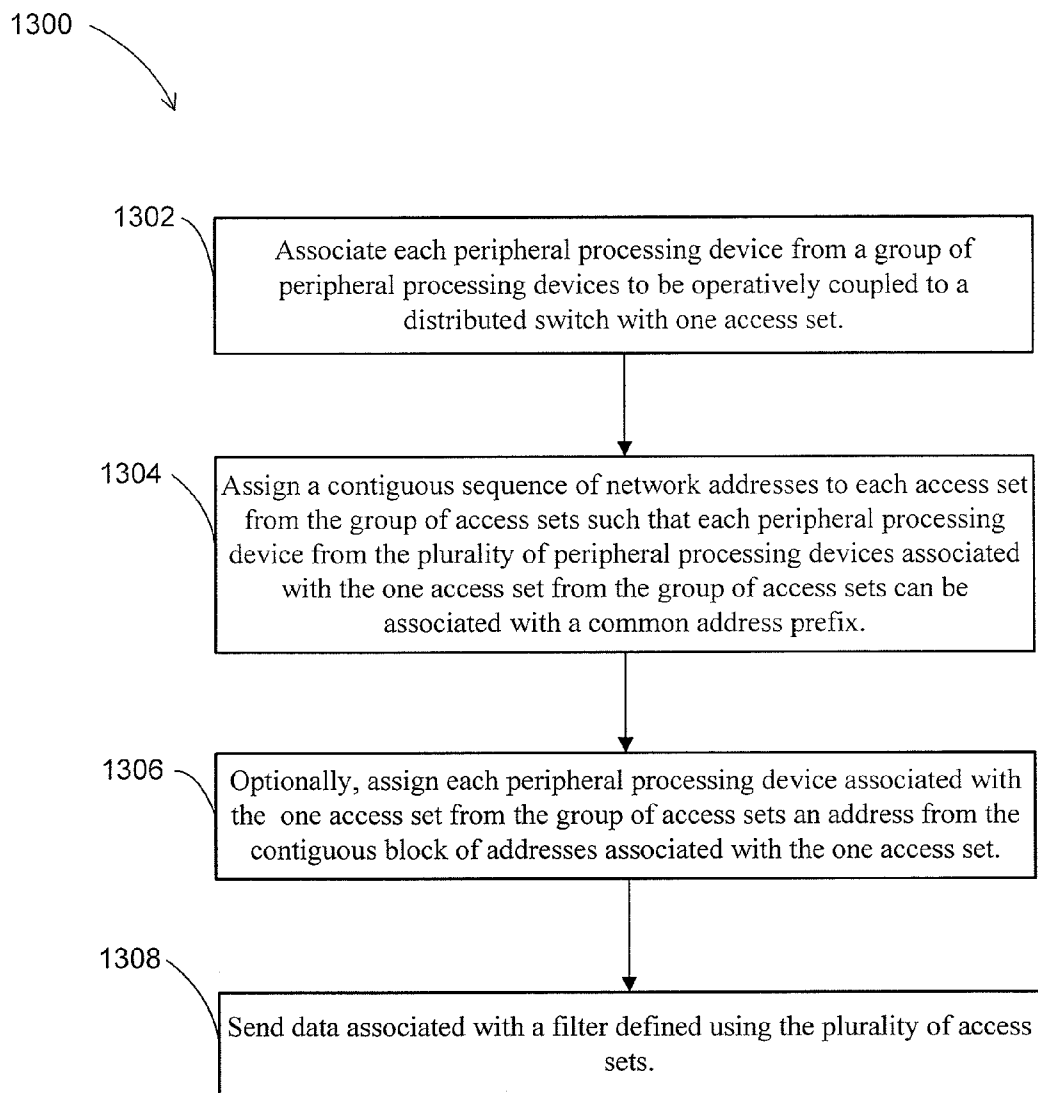 1300
1302
Associate each peripheral processing device from a group of
peripheral processing devices to be operatively coupled to a
distributed switch with one access set.
1304
Assign a contiguous sequence of network addresses to each access set
from the group of access sets such that each peripheral processing
device from the plurality of peripheral processing devices associated
with the one access set from the group of access sets can be
associated with a common address prefix.
1306
Optionally, assign each peripheral processing device associated with
the one access set from the group of access sets an address from the
contiguous block of addresses associated with the one access set.
1308
Send data associated with a filter defined using the plurality of access
sets.